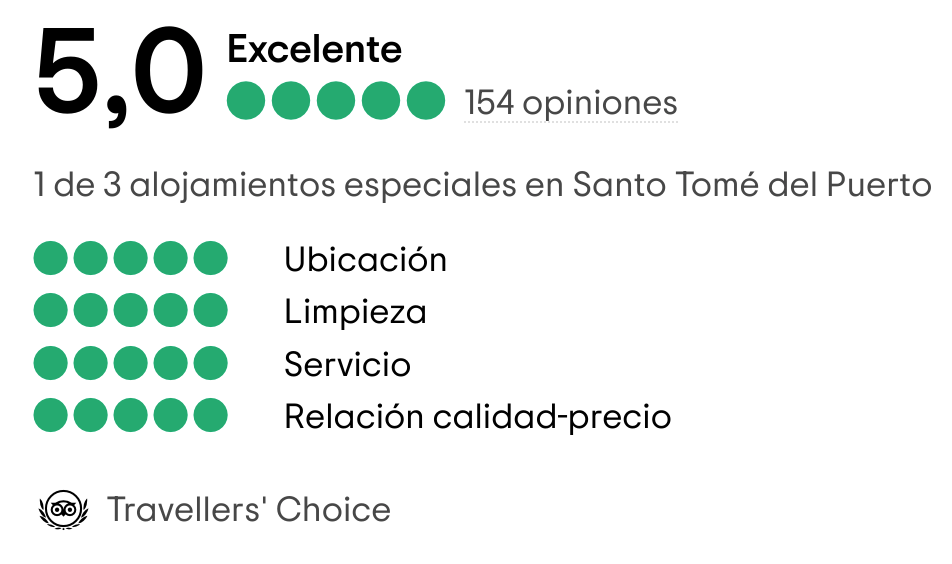 5,0 Excelente
154 opiniones
1 de 3 alojamientos especiales en Santo Tomé del Puerto
Ubicación
Limpieza
Servicio
Relación calidad-precio
Travellers' Choice